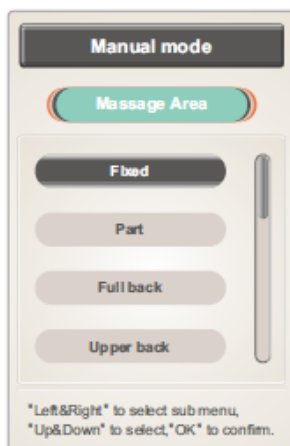 Manual mode
Massage Area
Fixed
Part
Full back
Upper back
"Left&Right" to select sub menu,
"Up&Down" to select,"OK" to confirm.